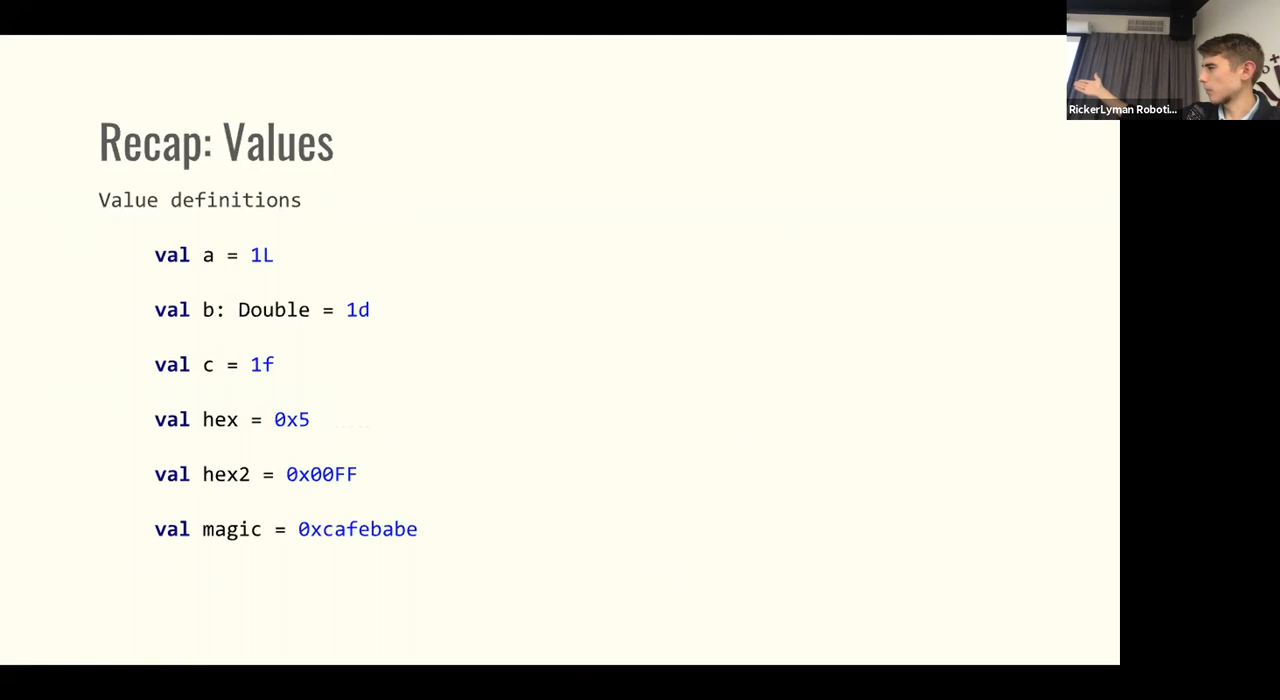 RickerLyman Roboti...
Recap: Values
Value definitions
val a = 1L
val b: Double = 1d
val c = 1f
val hex = 0x5
val hex2 = 0x00FF
val magic = 0xcafebabe